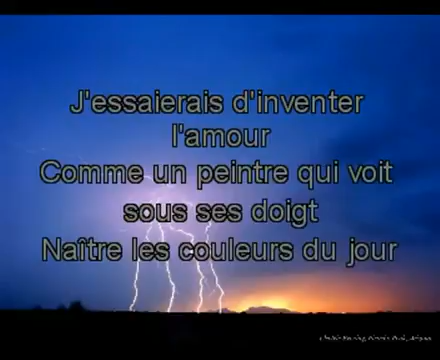 J'essaierais d'inventer
l'amour
Comme un peintre qui voit
sous ses doigt
Naître les couleurs du jour